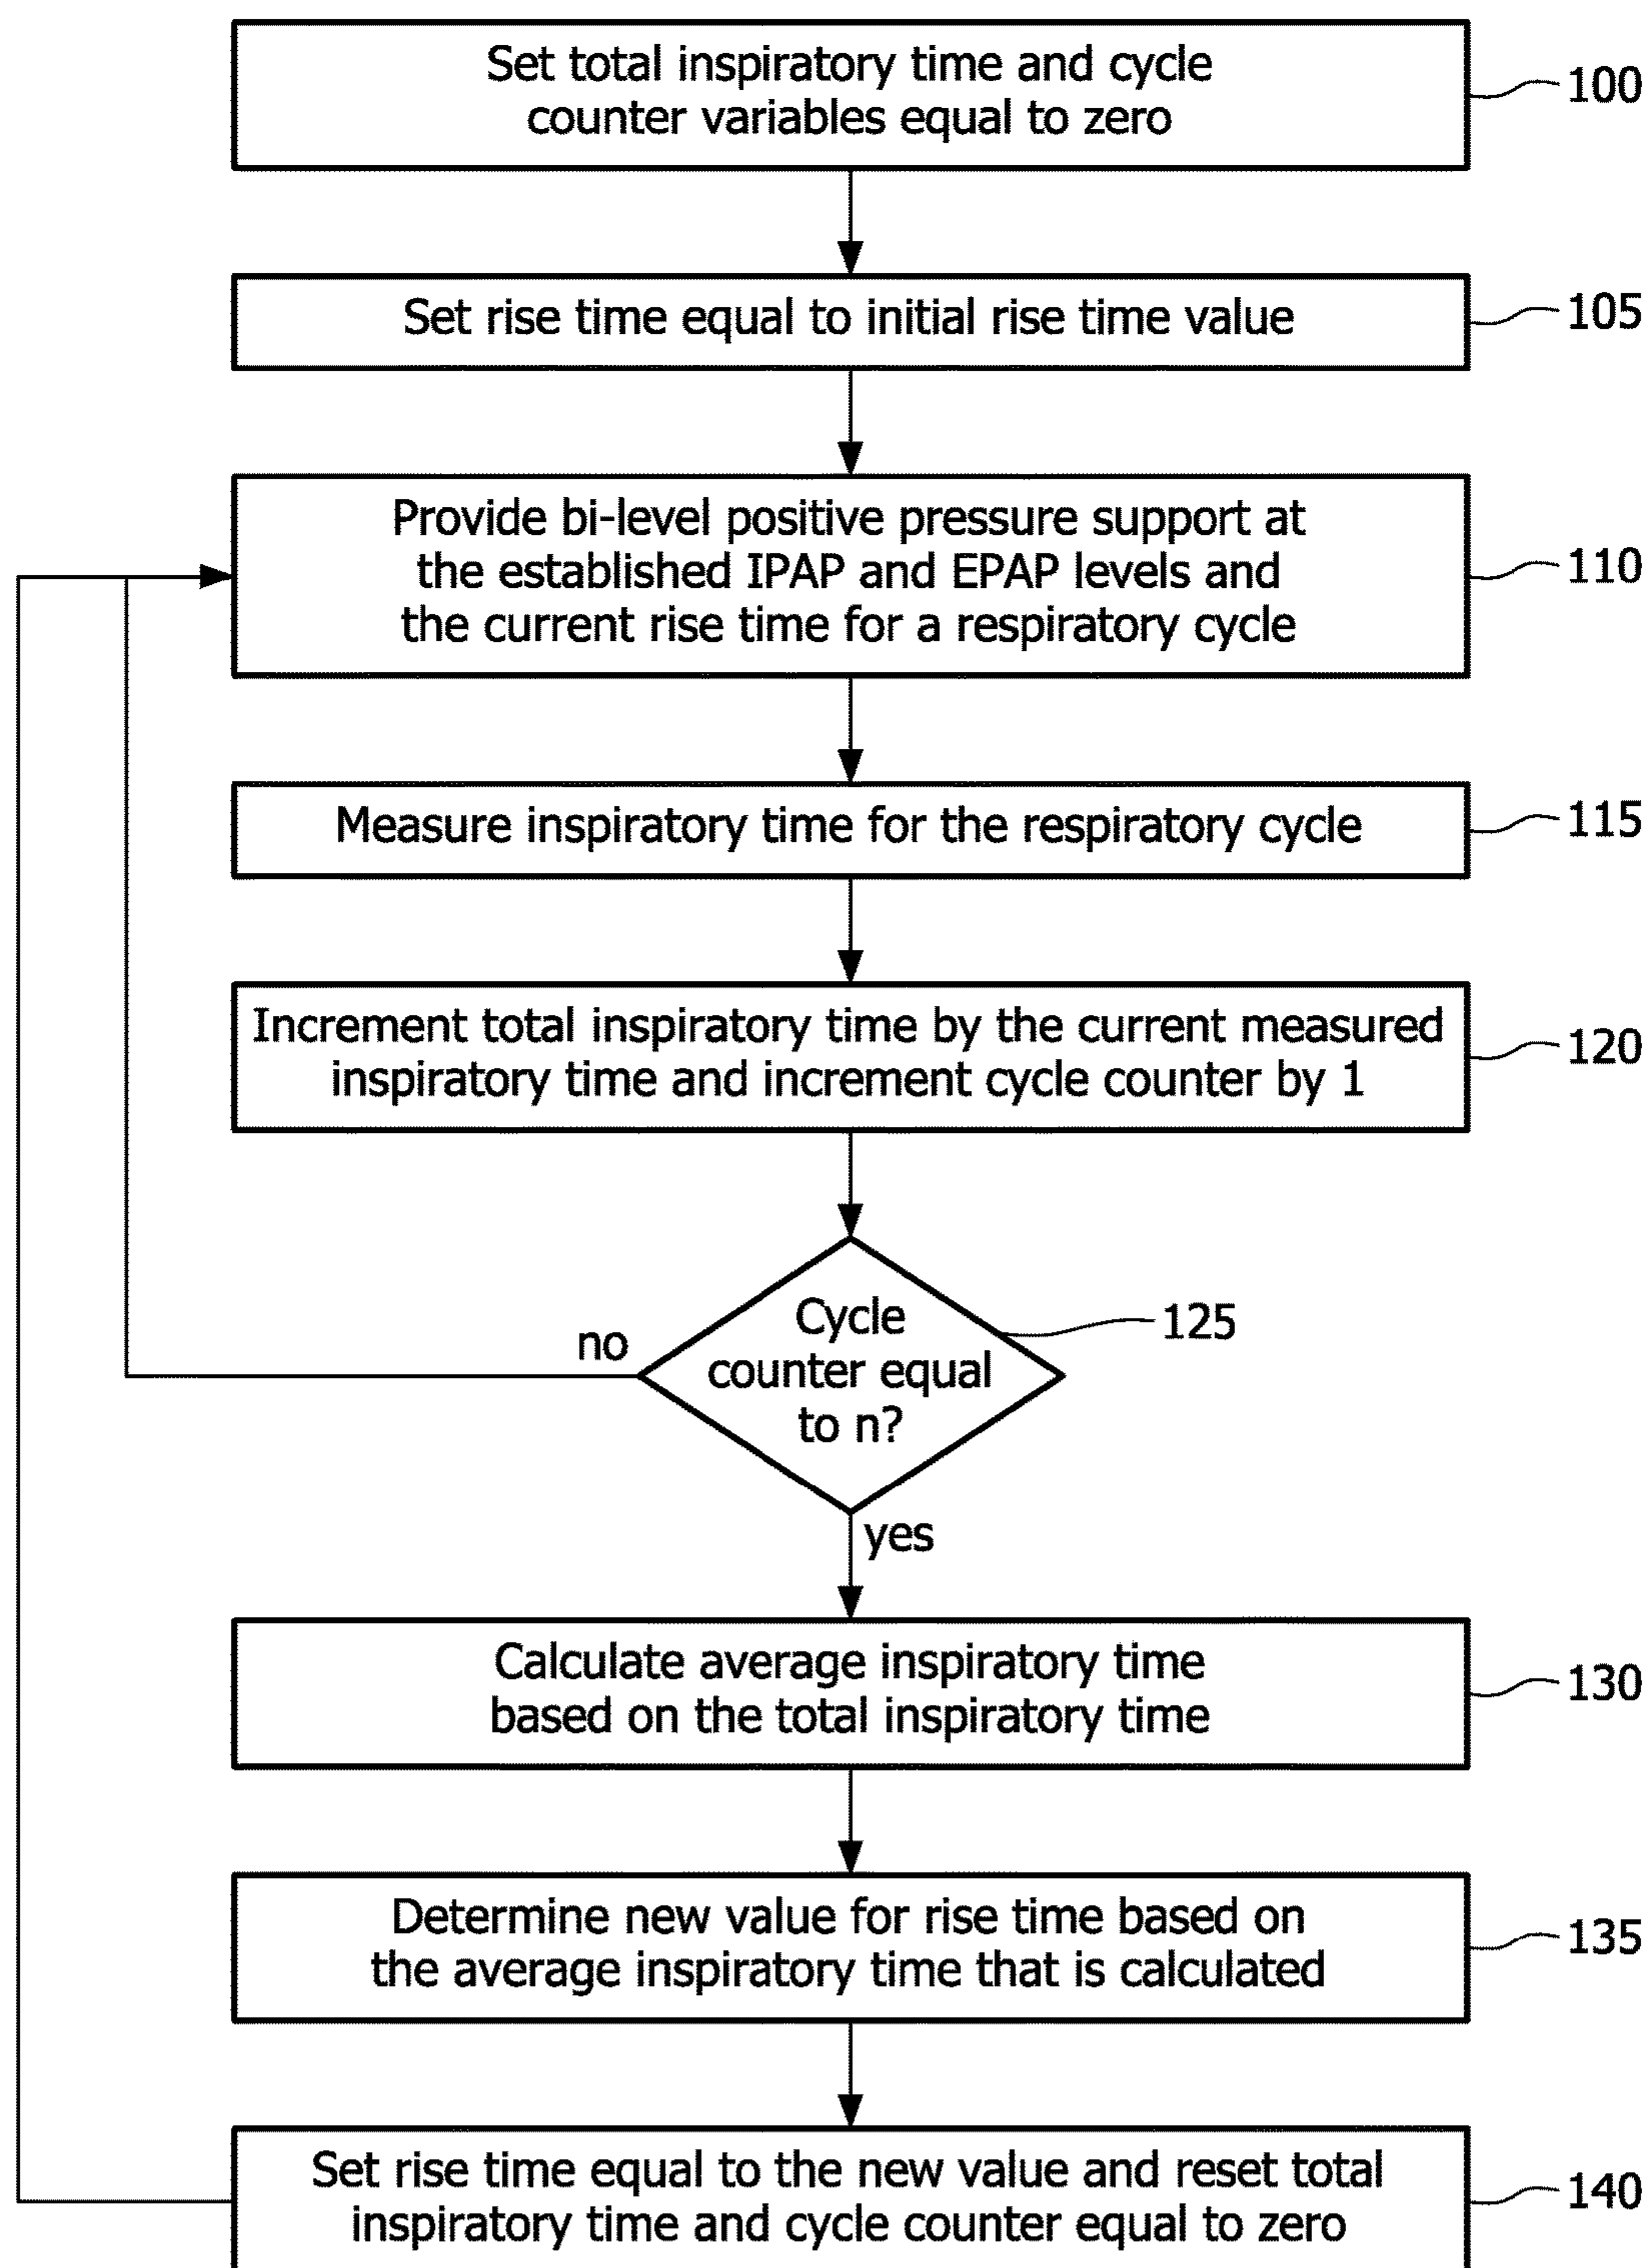 Set total inspiratory time and cycle
counter variables equal to zero
100
Set rise time equal to initial rise time value
105
Provide bi-level positive pressure support at
the established IPAP and EPAP levels and
the current rise time for a respiratory cycle
110
Measure inspiratory time for the respiratory cycle
115
Increment total inspiratory time by the current measured
inspiratory time and increment cycle counter by 1
120
Cycle
counter equal
to n?
125
no
yes
Calculate average inspiratory time
based on the total inspiratory time
130
Determine new value for rise time based on
the average inspiratory time that is calculated
135
Set rise time equal to the new value and reset total
inspiratory time and cycle counter equal to zero
140